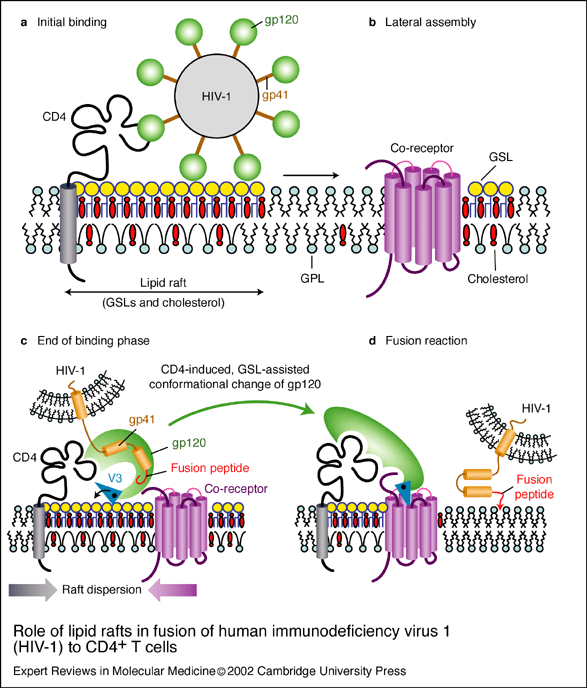 a Initial binding
gp120
HIV-1
gp41
CD4
Lipid raft
(GSLs and cholesterol)
GPL
b Lateral assembly
Co-receptor
GSL
Cholesterol
c End of binding phase
HIV-1
gp41
gp120
CD4
V3
Fusion peptide
Co-receptor
Raft dispersion
CD4-induced, GSL-assisted
conformational change of gp120
d Fusion reaction
HIV-1
Fusion
peptide
Role of lipid rafts in fusion of human immunodeficiency virus 1
(HIV-1) to CD4+ T cells
Expert Reviews in Molecular Medicine © 2002 Cambridge University Press